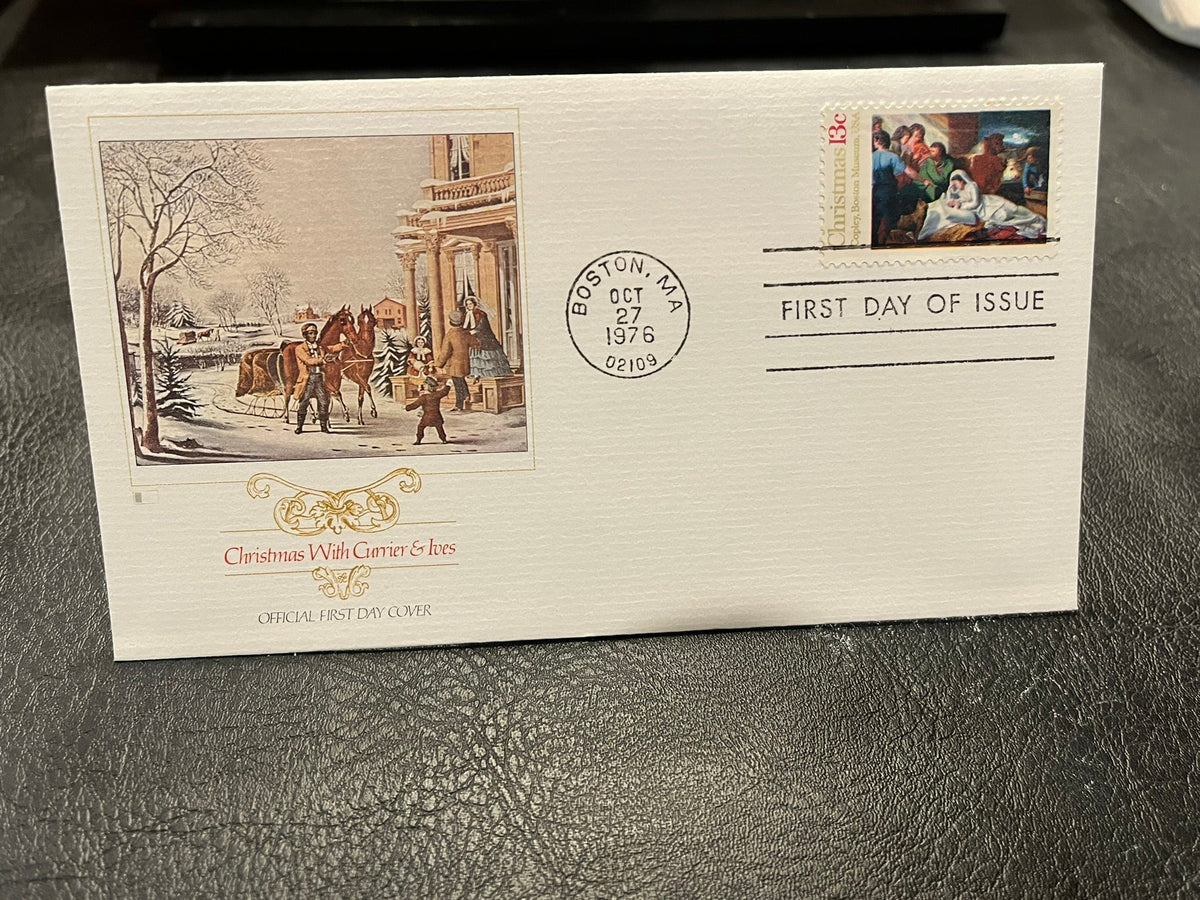 Christmas 13c
Copley, Boston Museum, USA
BOSTON, MA
OCT
27
1976
02109
FIRST DAY OF ISSUE
Christmas With Currier & Ives
OFFICIAL FIRST DAY COVER